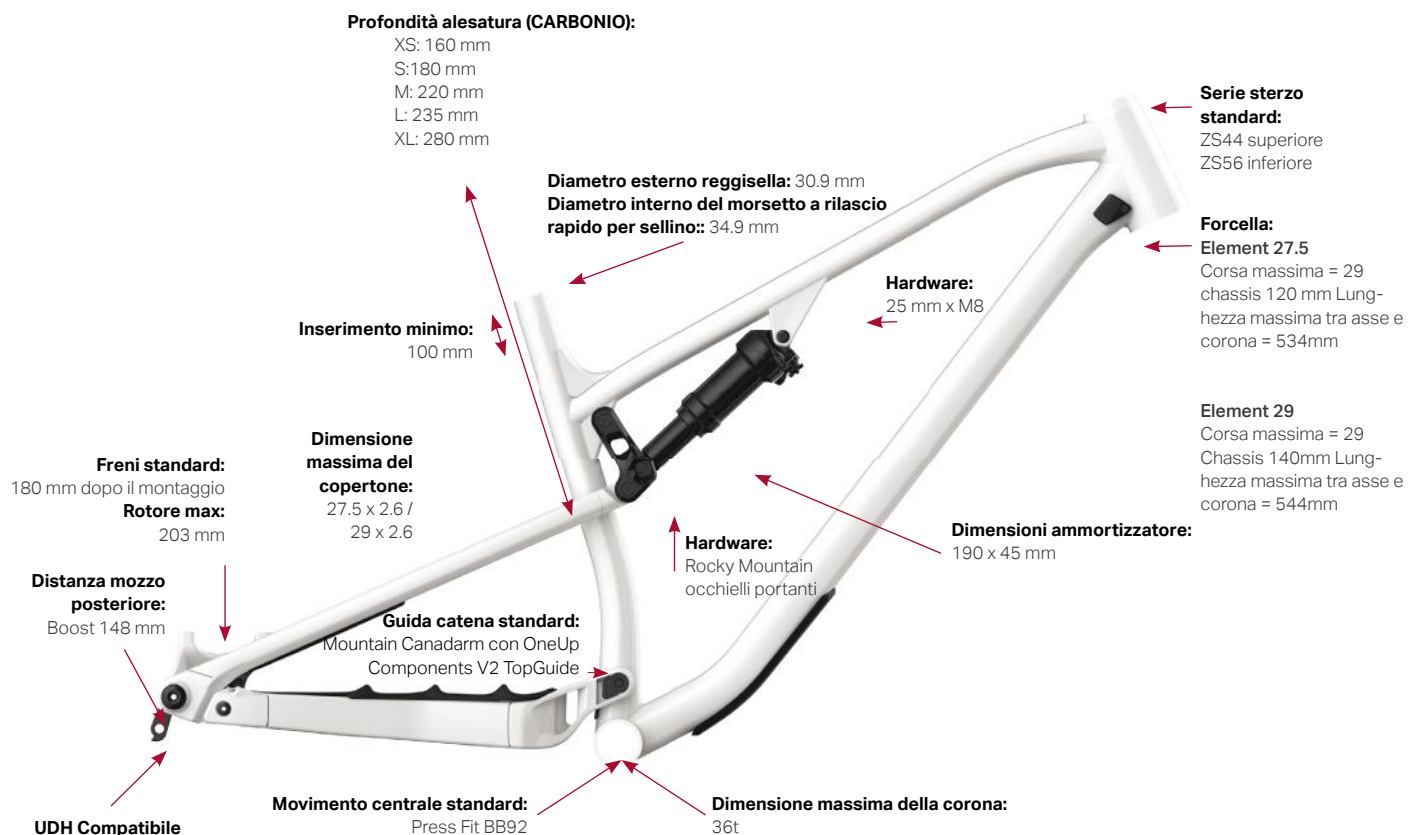 Profondità alesatura (CARBONIO):
XS: 160 mm
S:180 mm
M: 220 mm
L: 235 mm
XL: 280 mm
Serie sterzo
standard:
ZS44 superiore
ZS56 inferiore
Diametro esterno reggisella: 30.9 mm
Diametro interno del morsetto a rilascio
rapido per sellino:: 34.9 mm
Forcella:
Element 27.5
Corsa massima = 29
chassis 120 mm Lung-
hezza massima tra asse e
corona = 534mm
Element 29
Corsa massima = 29
Chassis 140mm Lung-
hezza massima tra asse e
corona = 544mm
Hardware:
25 mm x M8
Inserimento minimo:
100 mm
Dimensione
massima del
copertone:
27.5 x 2.6 /
29 x 2.6
Freni standard:
180 mm dopo il montaggio
Rotore max:
203 mm
Dimensioni ammortizzatore:
190 x 45 mm
Hardware:
Rocky Mountain
occhielli portanti
Distanza mozzo
posteriore:
Boost 148 mm
Guida catena standard:
Mountain Canadarm con OneUp
Components V2 TopGuide
UDH Compatibile
Movimento centrale standard:
Press Fit BB92
Dimensione massima della corona:
36t